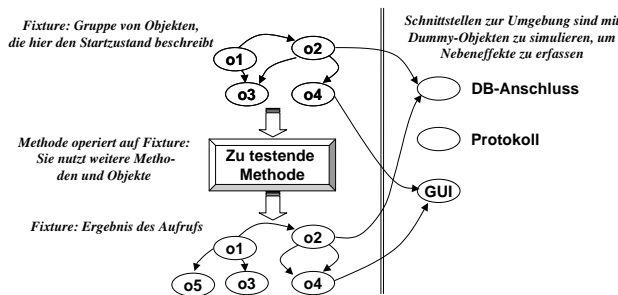 Fixture: Gruppe von Objekten,
die hier den Startzustand beschreibt
Schnittstellen zur Umgebung sind mit
Dummy-Objekten zu simulieren, um
Nebeneffekte zu erfassen
o1
o2
o3
o4
DB-Anschluss
Protokoll
GUI
Methode operiert auf Fixture:
Sie nutzt weitere Metho-
den und Objekte
Zu testende
Methode
Fixture: Ergebnis des Aufrufs
o1
o2
o5
o3
o4